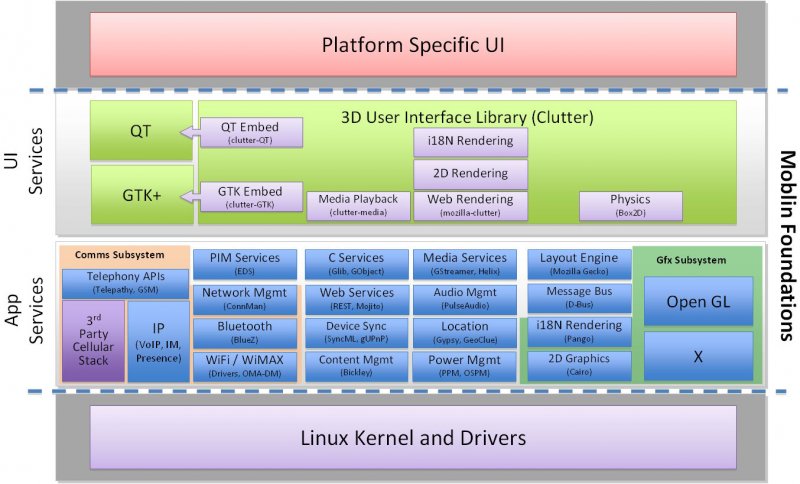 Platform Specific UI
UI
Services
QT
QT Embed
(clutter-QT)
3D User Interface Library (Clutter)
i18N Rendering
2D Rendering
GTK+
GTK Embed
(clutter-GTK)
Media Playback
(clutter-media)
Web Rendering
(mozilla-clutter)
Physics
(Box2D)
Moblin Foundations
App
Services
Comms Subsystem
Telephony APIs
(Telepathy, GSM)
3rd
Party
Cellular
Stack
IP
(VoIP, IM,
Presence)
PIM Services
(EDS)
Network Mgmt
(ConnMan)
Bluetooth
(BlueZ)
WiFi / WiMAX
(Drivers, OMA-DM)
C Services
(Glib, GObject)
Web Services
(REST, Mojito)
Device Sync
(SyncML, gUPnP)
Content Mgmt
(Bickley)
Media Services
(GStreamer, Helix)
Audio Mgmt
(PulseAudio)
Location
(Gypsy, GeoClue)
Power Mgmt
(PPM, OSPM)
Layout Engine
(Mozilla Gecko)
Message Bus
(D-Bus)
i18N Rendering
(Pango)
2D Graphics
(Cairo)
Gfx Subsystem
Open GL
X
Linux Kernel and Drivers